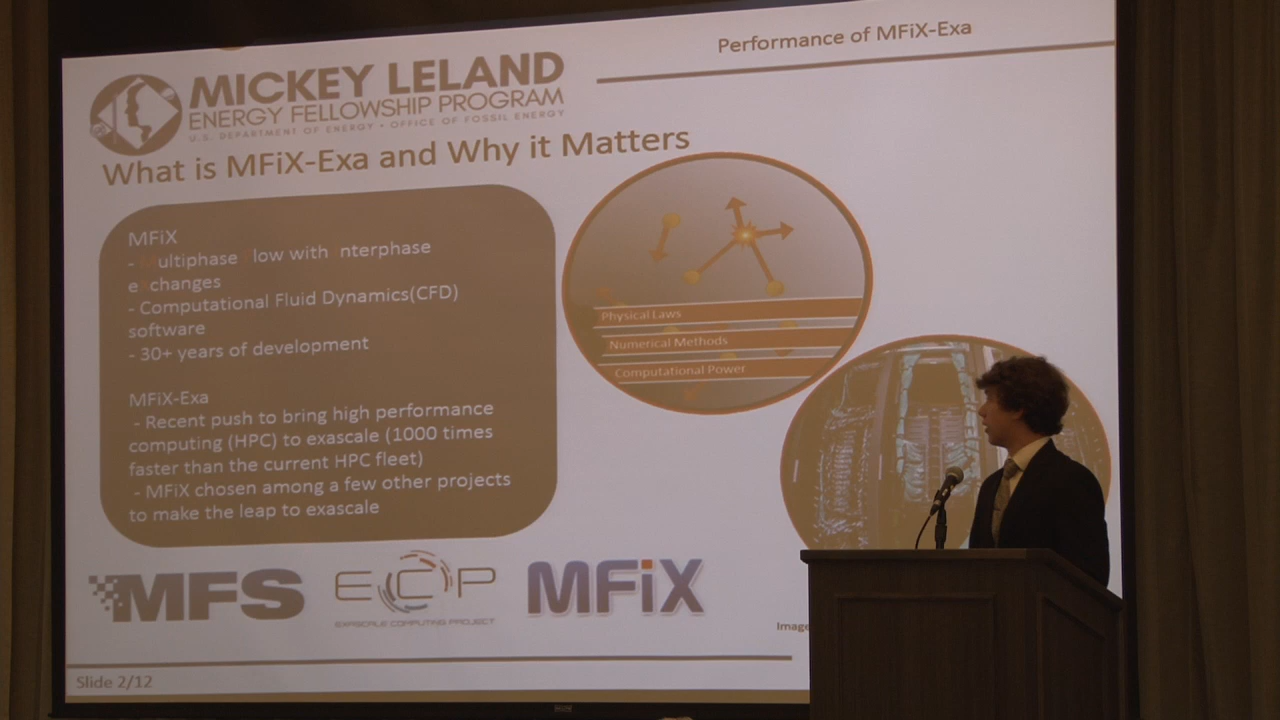 Performance of MFiX-Exa
MICKEY LELAND
ENERGY FELLOWSHIP PROGRAM
U.S. DEPARTMENT OF ENERGY • OFFICE OF FOSSIL ENERGY
What is MFiX-Exa and Why it Matters
MFiX
- ultiphase low with nterphase
e changes
- Computational Fluid Dynamics(CFD)
software
- 30+ years of development
MFiX-Exa
- Recent push to bring high performance
computing (HPC) to exascale (1000 times
faster than the current HPC fleet)
- MFiX chosen among a few other projects
to make the leap to exascale
Physical Laws
Numerical Methods
Computational Power
MFS
ECP
EXASCALE COMPUTING PROJECT
MFiX
Image
Slide 2/12